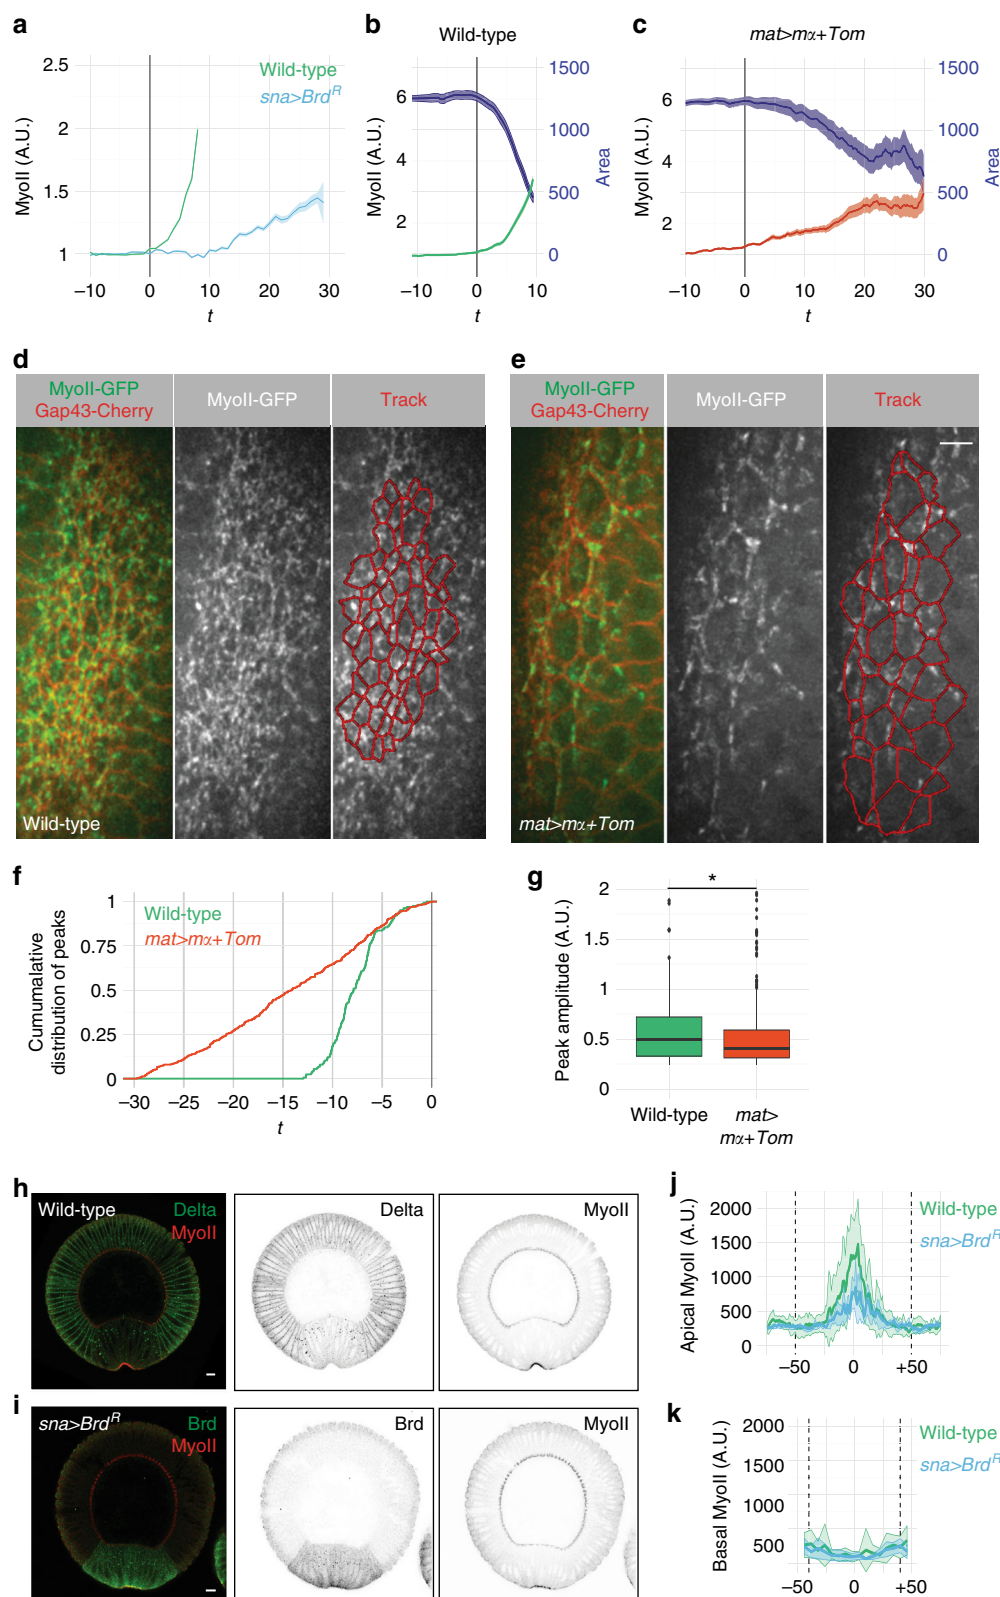 a
2.5
2
1.5
1
MyoII (A.U.)
Wild-type
sna>Brd^R
−10 0 10 20 30
t
b
Wild-type
6
4
2
MyoII (A.U.)
1500
1000
500
0
Area
−10 0 10
t
c
mat>mα+Tom
6
4
2
MyoII (A.U.)
1500
1000
500
0
Area
−10 0 10 20 30
t
d
MyoII-GFP
Gap43-Cherry
MyoII-GFP
Track
Wild-type
e
MyoII-GFP
Gap43-Cherry
MyoII-GFP
Track
mat>mα+Tom
f
1
0.75
0.5
0.25
0
Cumumalative
distribution of peaks
Wild-type
mat>mα+Tom
−30 −25 −20 −15 −10 −5 0
t
g
*
2
1.5
1
0.5
0
Peak amplitude (A.U.)
Wild-type
mat>
mα+Tom
h
Wild-type
Delta
MyoII
Delta
MyoII
i
sna>Brd^R
Brd
MyoII
Brd
MyoII
j
2000
1500
1000
500
0
Apical MyoII (A.U.)
Wild-type
sna>Brd^R
−50 0 +50
k
2000
1500
1000
500
Basal MyoII (A.U.)
Wild-type
sna>Brd^R
−50 0 +50